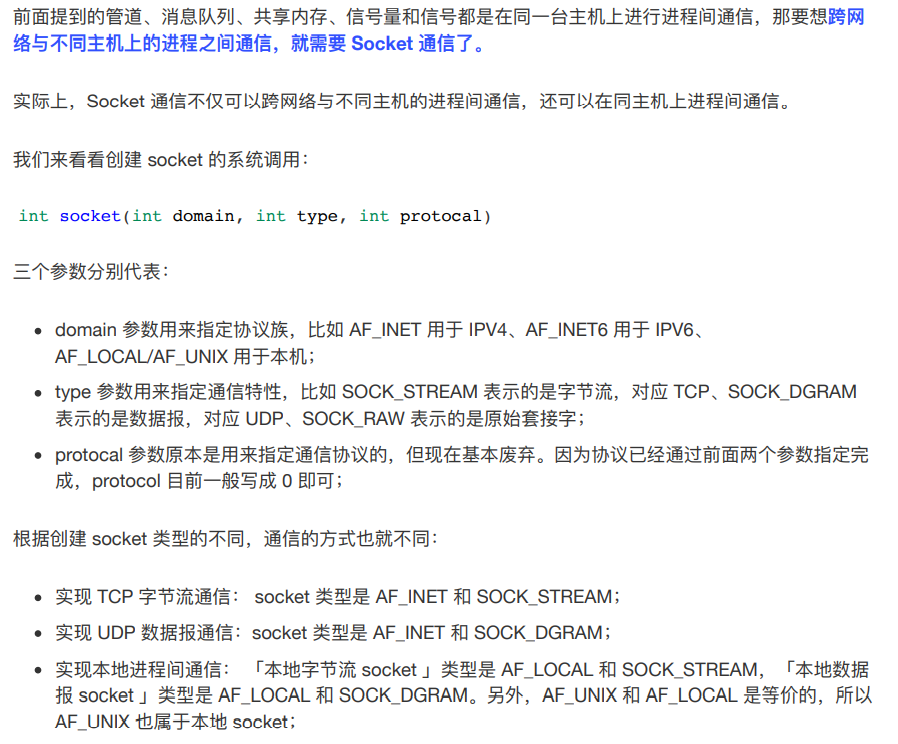 前面提到的管道、消息队列、共享内存、信号量和信号都是在同一台主机上进行进程间通信，那要想跨网
络与不同主机上的进程之间通信，就需要 Socket 通信了。
实际上，Socket 通信不仅可以跨网络与不同主机的进程间通信，还可以在同主机上进程间通信。
我们来看看创建 socket 的系统调用：
int socket(int domain, int type, int protocal)
三个参数分别代表：
• domain 参数用来指定协议族，比如 AF_INET 用于 IPV4、AF_INET6 用于 IPV6、
AF_LOCAL/AF_UNIX 用于本机；
• type 参数用来指定通信特性，比如 SOCK_STREAM 表示的是字节流，对应 TCP、SOCK_DGRAM
表示的是数据报，对应 UDP、SOCK_RAW 表示的是原始套接字；
• protocal 参数原本是用来指定通信协议的，但现在基本废弃。因为协议已经通过前面两个参数指定完
成，protocol 目前一般写成 0 即可；
根据创建 socket 类型的不同，通信的方式也就不同：
• 实现 TCP 字节流通信： socket 类型是 AF_INET 和 SOCK_STREAM；
• 实现 UDP 数据报通信：socket 类型是 AF_INET 和 SOCK_DGRAM；
• 实现本地进程间通信： 「本地字节流 socket 」类型是 AF_LOCAL 和 SOCK_STREAM，「本地数据
报 socket 」类型是 AF_LOCAL 和 SOCK_DGRAM。另外，AF_UNIX 和 AF_LOCAL 是等价的，所以
AF_UNIX 也属于本地 socket；